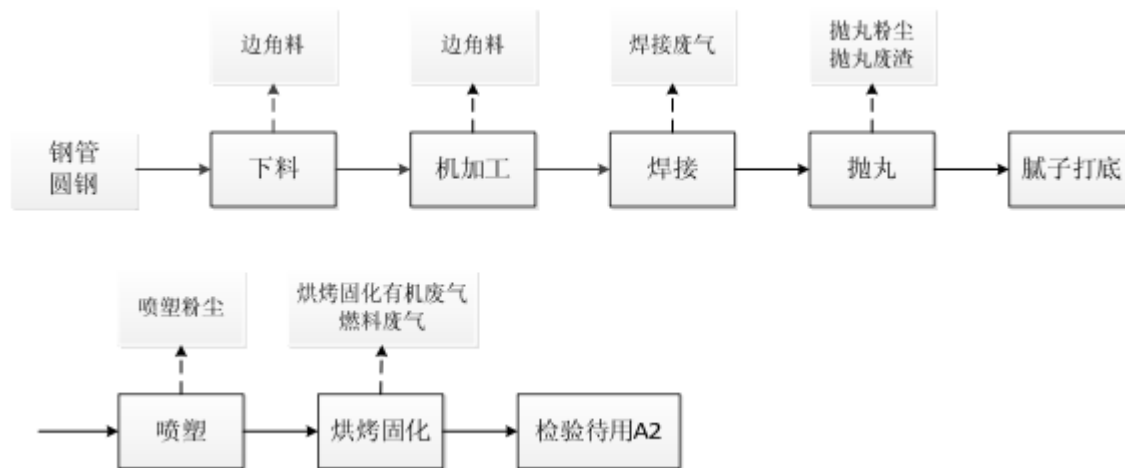 边角料
边角料
焊接废气
抛丸粉尘
抛丸废渣
钢管
圆钢
下料
机加工
焊接
抛丸
腻子打底
喷塑粉尘
烘烤固化有机废气
燃料废气
喷塑
烘烤固化
检验待用A2